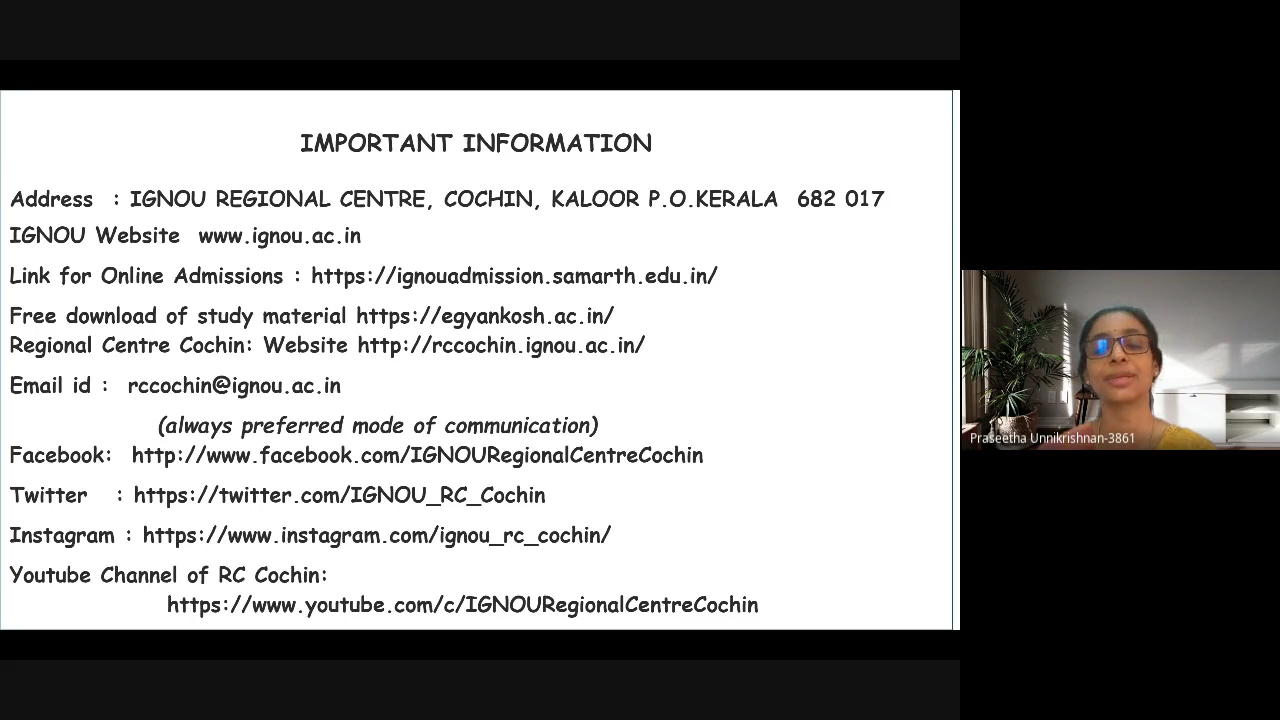 IMPORTANT INFORMATION
Address : IGNOU REGIONAL CENTRE, COCHIN, KALOOR P.O.KERALA 682 017
IGNOU Website www.ignou.ac.in
Link for Online Admissions : https://ignouadmission.samarth.edu.in/
Free download of study material https://egyankosh.ac.in/
Regional Centre Cochin: Website http://rccochin.ignou.ac.in/
Email id : rccochin@ignou.ac.in
(always preferred mode of communication)
Facebook: http://www.facebook.com/IGNOURegionalCentreCochin
Twitter : https://twitter.com/IGNOU_RC_Cochin
Instagram : https://www.instagram.com/ignou_rc_cochin/
Youtube Channel of RC Cochin:
https://www.youtube.com/c/IGNOURegionalCentreCochin
Praseetha Unnikrishnan-3861